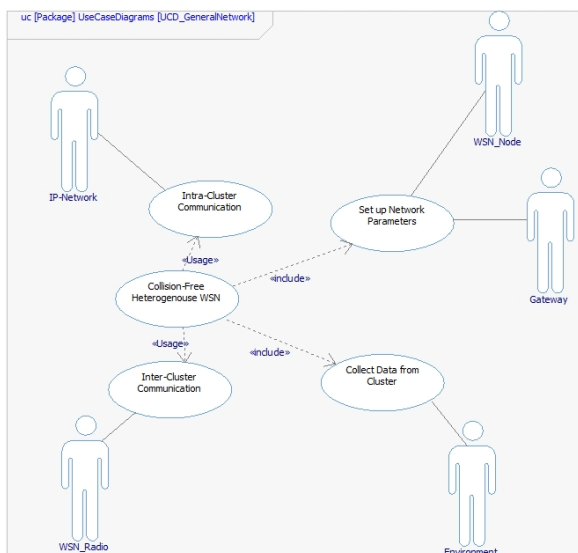 uc [Package] UseCaseDiagrams [UCD_GeneralNetwork]
WSN_Node
IP-Network
Intra-Cluster
Communication
Set up Network
Parameters
«Usage»
«include»
Collision-Free
Heterogenouse WSN
Gateway
«Usage»
«include»
Inter-Cluster
Communication
Collect Data from
Cluster
WSN_Radio
Environment